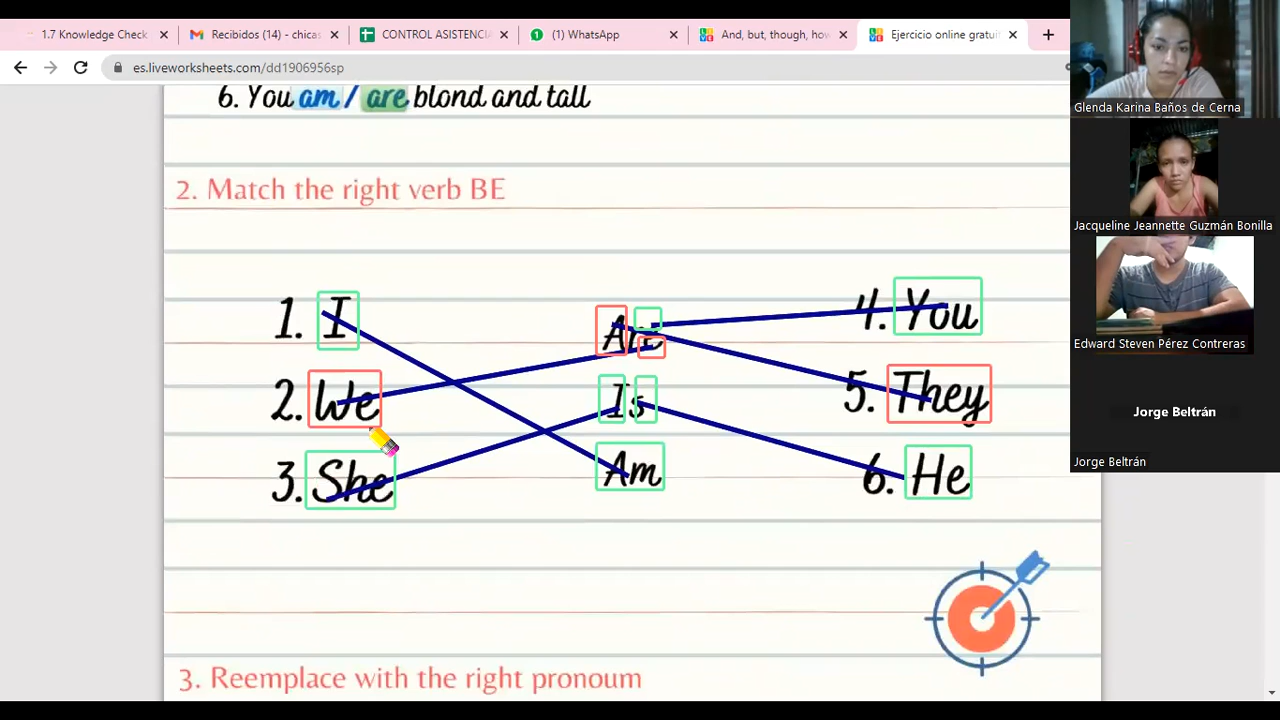 1.7 Knowledge Check
Recibidos (14) - chicas
CONTROL ASISTENCI
(1) WhatsApp
And, but, though, how
Ejercicio online gratuit
es.liveworksheets.com/dd1906956sp
6. You am / are blond and tall
2. Match the right verb BE
1. I
Are
4. You
2. We
Is
5. They
3. She
Am
6. He
3. Reemplace with the right pronoum
Glenda Karina Baños de Cerna
Jacqueline Jeannette Guzmán Bonilla
Edward Steven Pérez Contreras
Jorge Beltrán
Jorge Beltrán